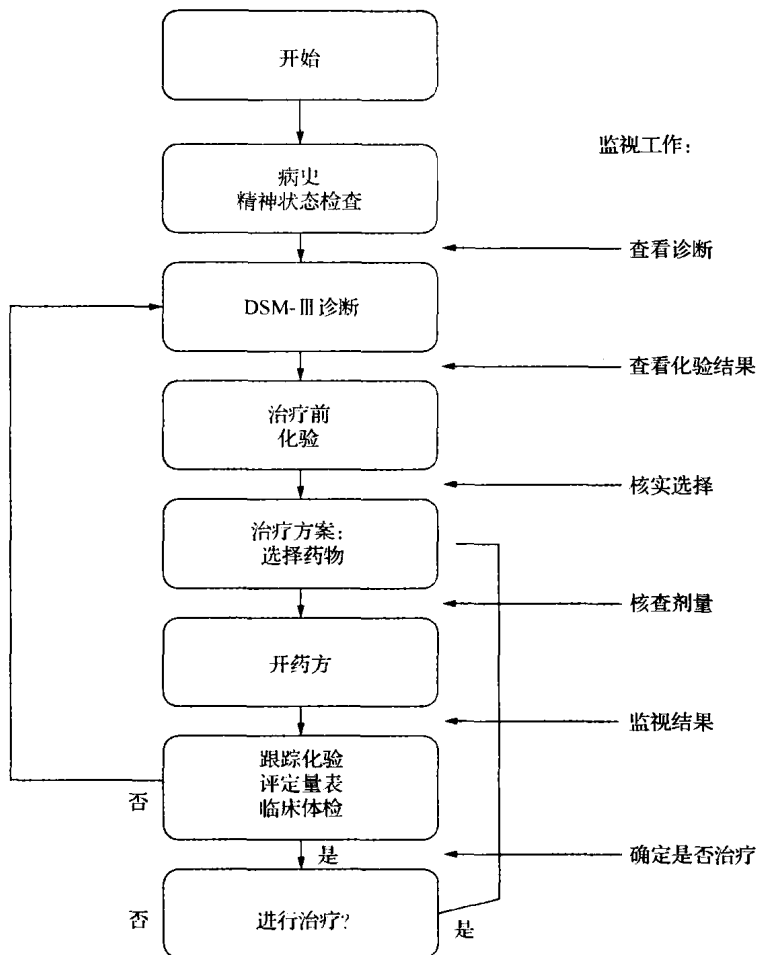 开始
监视工作:
病史
精神状态检查
查看诊断
DSM-Ⅲ诊断
查看化验结果
治疗前
化验
核实选择
治疗方案:
选择药物
核查剂量
开药方
监视结果
跟踪化验
评定量表
临床体检
否
是
确定是否治疗
否
进行治疗?
是